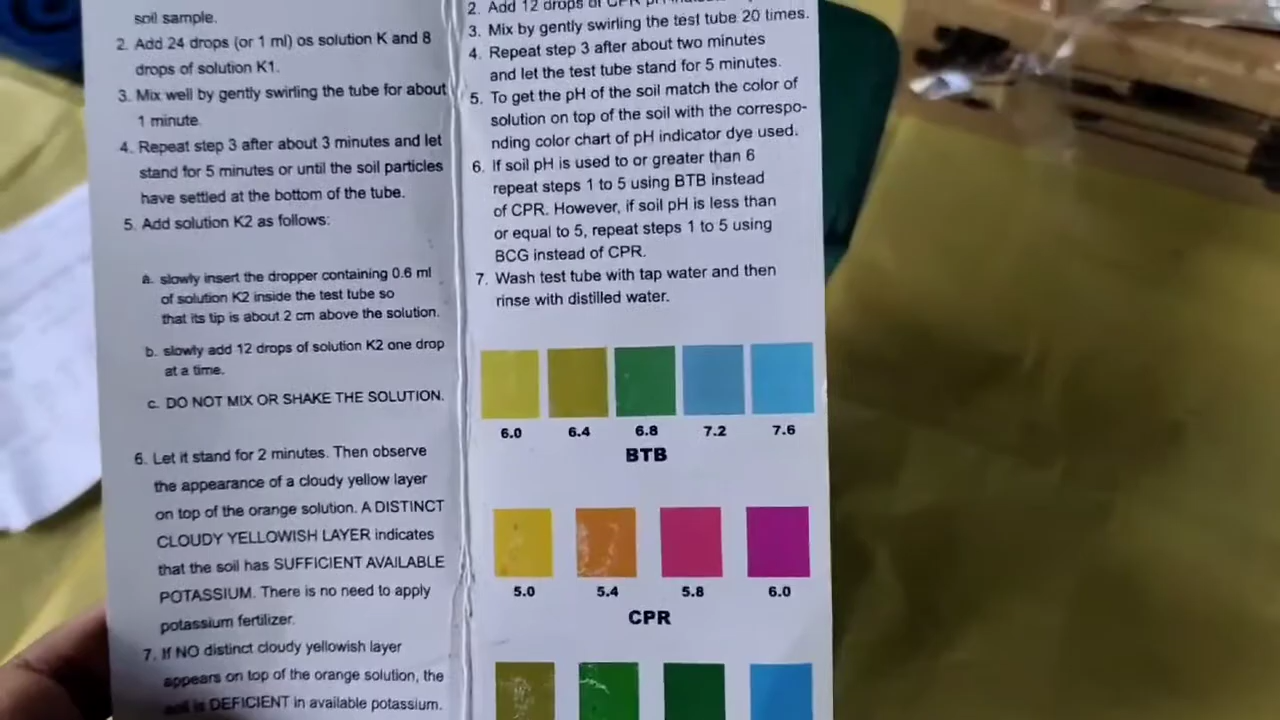 soil sample.
2. Add 24 drops (or 1 ml) os solution K and 8
drops of solution K1.
3. Mix well by gently swirling the tube for about
1 minute.
4. Repeat step 3 after about 3 minutes and let
stand for 5 minutes or until the soil particles
have settled at the bottom of the tube.
5. Add solution K2 as follows:
a. slowly insert the dropper containing 0.6 ml
of solution K2 inside the test tube so
that its tip is about 2 cm above the solution.
b. slowly add 12 drops of solution K2 one drop
at a time.
c. DO NOT MIX OR SHAKE THE SOLUTION.
6. Let it stand for 2 minutes. Then observe
the appearance of a cloudy yellow layer
on top of the orange solution. A DISTINCT
CLOUDY YELLOWISH LAYER indicates
that the soil has SUFFICIENT AVAILABLE
POTASSIUM. There is no need to apply
potassium fertilizer.
7. If NO distinct cloudy yellowish layer
appears on top of the orange solution, the
soil is DEFICIENT in available potassium.
2. Add 12 drops of CPR pH
3. Mix by gently swirling the test tube 20 times.
4. Repeat step 3 after about two minutes
and let the test tube stand for 5 minutes.
5. To get the pH of the soil match the color of
solution on top of the soil with the correspo-
nding color chart of pH indicator dye used.
6. If soil pH is used to or greater than 6
repeat steps 1 to 5 using BTB instead
of CPR. However, if soil pH is less than
or equal to 5, repeat steps 1 to 5 using
BCG instead of CPR.
7. Wash test tube with tap water and then
rinse with distilled water.
6.0 6.4 6.8 7.2 7.6
BTB
5.0 5.4 5.8 6.0
CPR